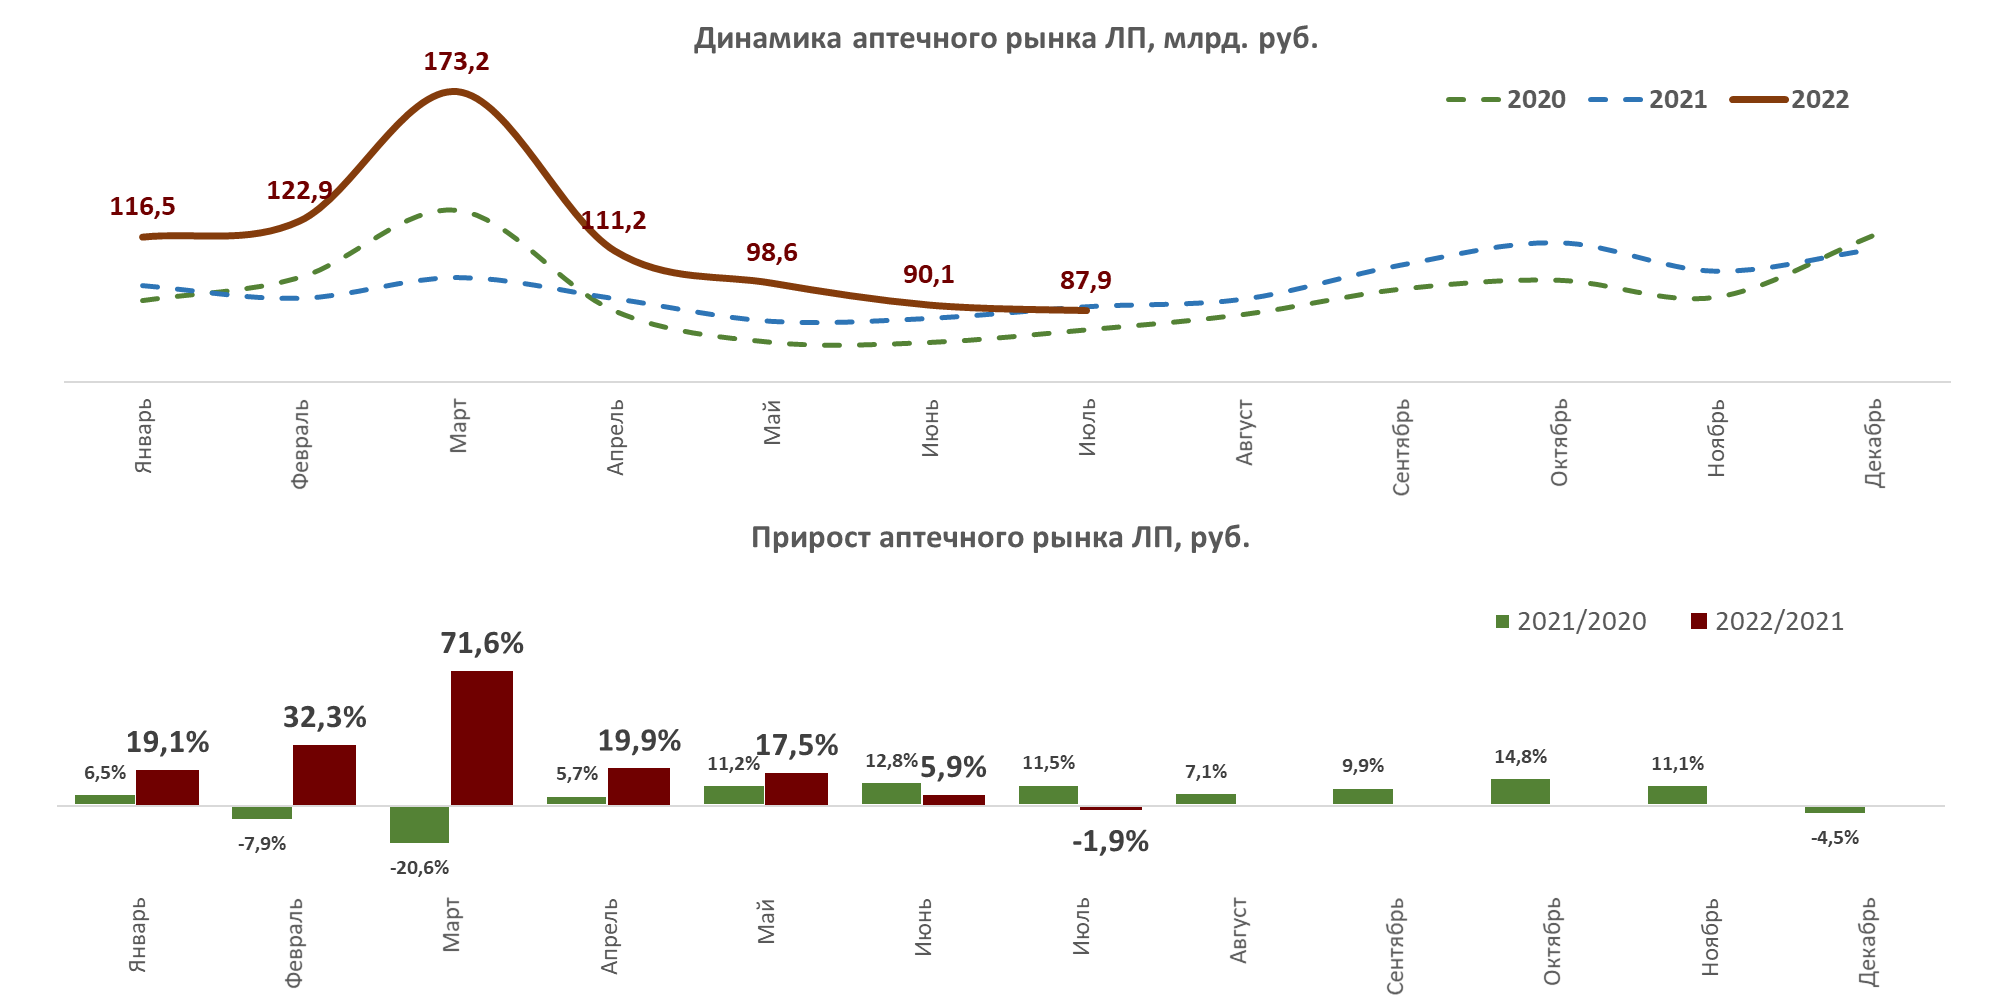 Динамика аптечного рынка ЛП, млрд. руб.
2020 2021 2022
116,5 122,9 173,2 111,2 98,6 90,1 87,9
Январь Февраль Март Апрель Май Июнь Июль Август Сентябрь Октябрь Ноябрь Декабрь
Прирост аптечного рынка ЛП, руб.
2021/2020 2022/2021
6,5% -7,9% -20,6% 5,7% 11,2% 12,8% 11,5% 7,1% 9,9% 14,8% 11,1% -4,5%
19,1% 32,3% 71,6% 19,9% 17,5% 5,9% -1,9%
Январь Февраль Март Апрель Май Июнь Июль Август Сентябрь Октябрь Ноябрь Декабрь